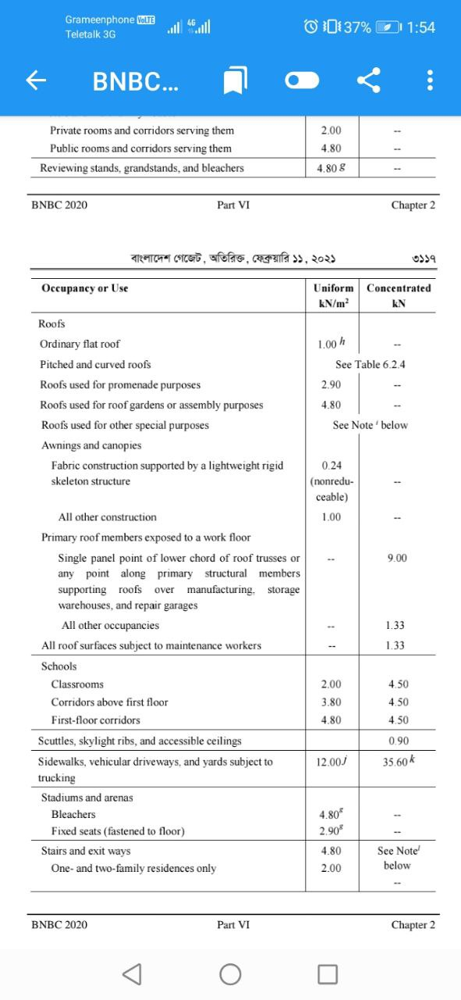 Grameenphone VoLTE
Teletalk 3G
4G
37%
1:54
BNBC...
Private rooms and corridors serving them 2.00 --
Public rooms and corridors serving them 4.80 --
Reviewing stands, grandstands, and bleachers 4.80 g --
BNBC 2020 Part VI Chapter 2
বাংলাদেশ গেজেট, অতিরিক্ত, ফেব্রুয়ারি ১১, ২০২১ ৩১১৭
Occupancy or Use Uniform Concentrated
kN/m² kN
Roofs
Ordinary flat roof 1.00 h --
Pitched and curved roofs See Table 6.2.4
Roofs used for promenade purposes 2.90 --
Roofs used for roof gardens or assembly purposes 4.80 --
Roofs used for other special purposes See Note i below
Awnings and canopies
Fabric construction supported by a lightweight rigid 0.24
skeleton structure (nonredu- --
ceable)
All other construction 1.00 --
Primary roof members exposed to a work floor
Single panel point of lower chord of roof trusses or -- 9.00
any point along primary structural members
supporting roofs over manufacturing, storage
warehouses, and repair garages
All other occupancies -- 1.33
All roof surfaces subject to maintenance workers -- 1.33
Schools
Classrooms 2.00 4.50
Corridors above first floor 3.80 4.50
First-floor corridors 4.80 4.50
Scuttles, skylight ribs, and accessible ceilings 0.90
Sidewalks, vehicular driveways, and yards subject to 12.00 j 35.60 k
trucking
Stadiums and arenas
Bleachers 4.80 g --
Fixed seats (fastened to floor) 2.90 g --
Stairs and exit ways 4.80 See Note l
One- and two-family residences only 2.00 below
--
BNBC 2020 Part VI Chapter 2